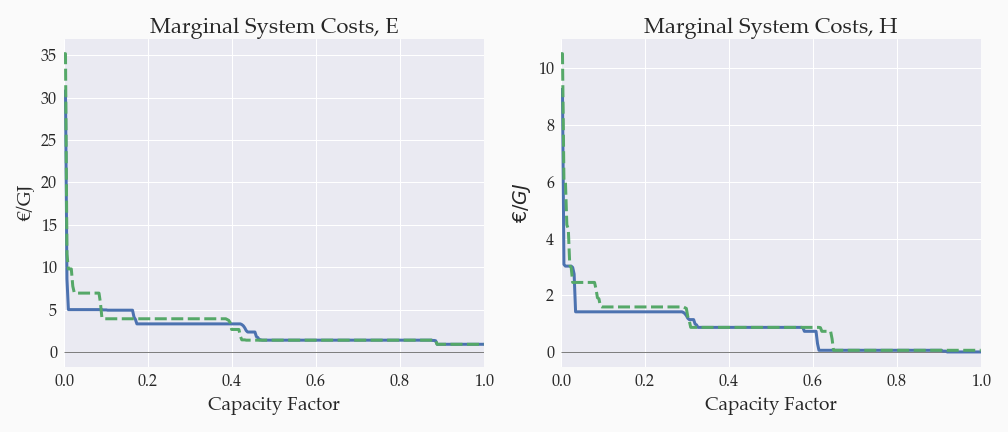 Marginal System Costs, E
35
30
25
20
15
10
5
0
€/GJ
0.0 0.2 0.4 0.6 0.8 1.0
Capacity Factor
Marginal System Costs, H
10
8
6
4
2
0
€/GJ
0.0 0.2 0.4 0.6 0.8 1.0
Capacity Factor